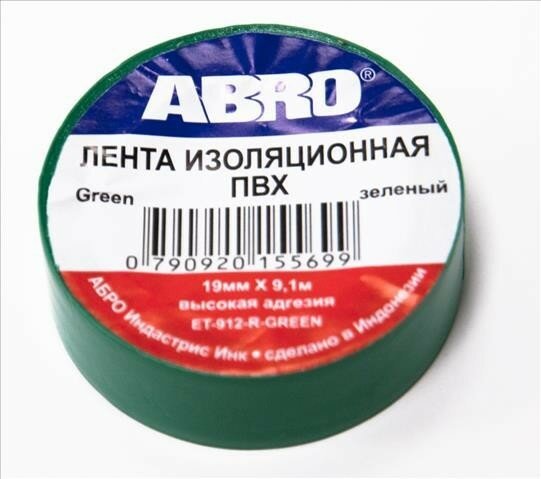 ABRO®
ЛЕНТА ИЗОЛЯЦИОННАЯ
Green ПВХ зеленый
0 790920 155699
19мм X 9,1м
высокая адгезия
ET-912-R-GREEN
АБРО Индастрис Инк • сделано в Индонезии